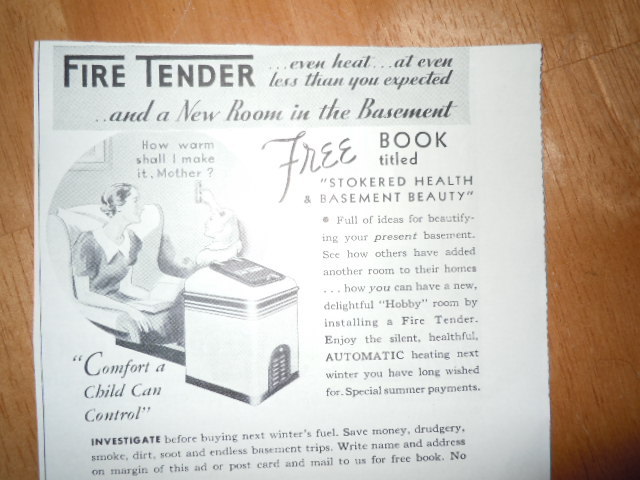 FIRE TENDER
...even heat...at even
less than you expected
..and a New Room in the Basement
How warm
shall I make
it, Mother?
FREE BOOK
titled
"STOKERED HEALTH
& BASEMENT BEAUTY"
• Full of ideas for beautify-
ing your present basement.
See how others have added
another room to their homes
... how you can have a new,
delightful "Hobby" room by
installing a Fire Tender.
Enjoy the silent, healthful,
AUTOMATIC heating next
winter you have long wished
for. Special summer payments.
"Comfort a
Child Can
Control"
INVESTIGATE before buying next winter's fuel. Save money, drudgery,
smoke, dirt, soot and endless basement trips. Write name and address
on margin of this ad or post card and mail to us for free book. No